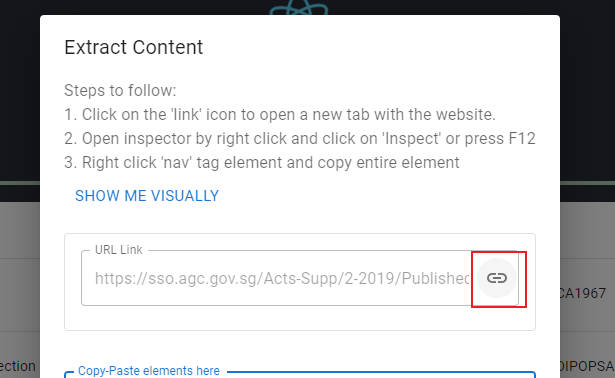 Extract Content
Steps to follow:
1. Click on the 'link' icon to open a new tab with the website.
2. Open inspector by right click and click on 'Inspect' or press F12
3. Right click 'nav' tag element and copy entire element
SHOW ME VISUALLY
URL Link
https://sso.agc.gov.sg/Acts-Supp/2-2019/Published
CA1967
ection
OIPOPSA
Copy-Paste elements here